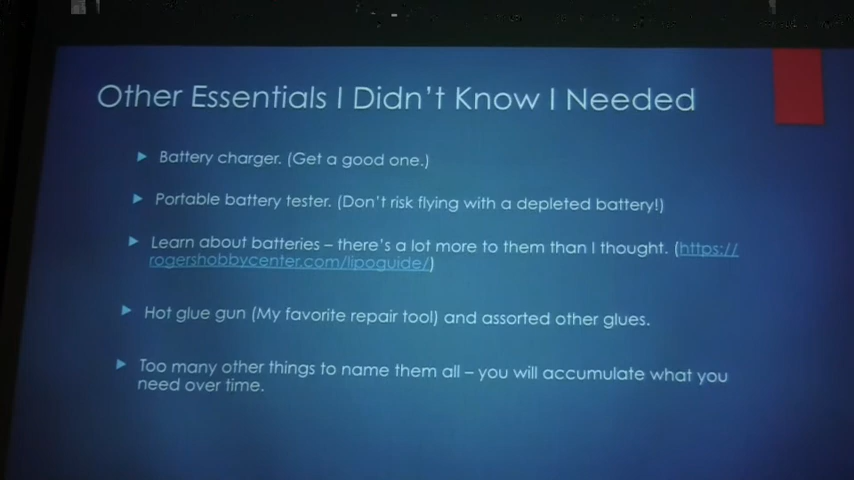 Other Essentials I Didn't Know I Needed
Battery charger. (Get a good one.)
Portable battery tester. (Don't risk flying with a depleted battery!)
Learn about batteries – there's a lot more to them than I thought. (https://
rogershobbycenter.com/lipoguide/)
Hot glue gun (My favorite repair tool) and assorted other glues.
Too many other things to name them all – you will accumulate what you
need over time.